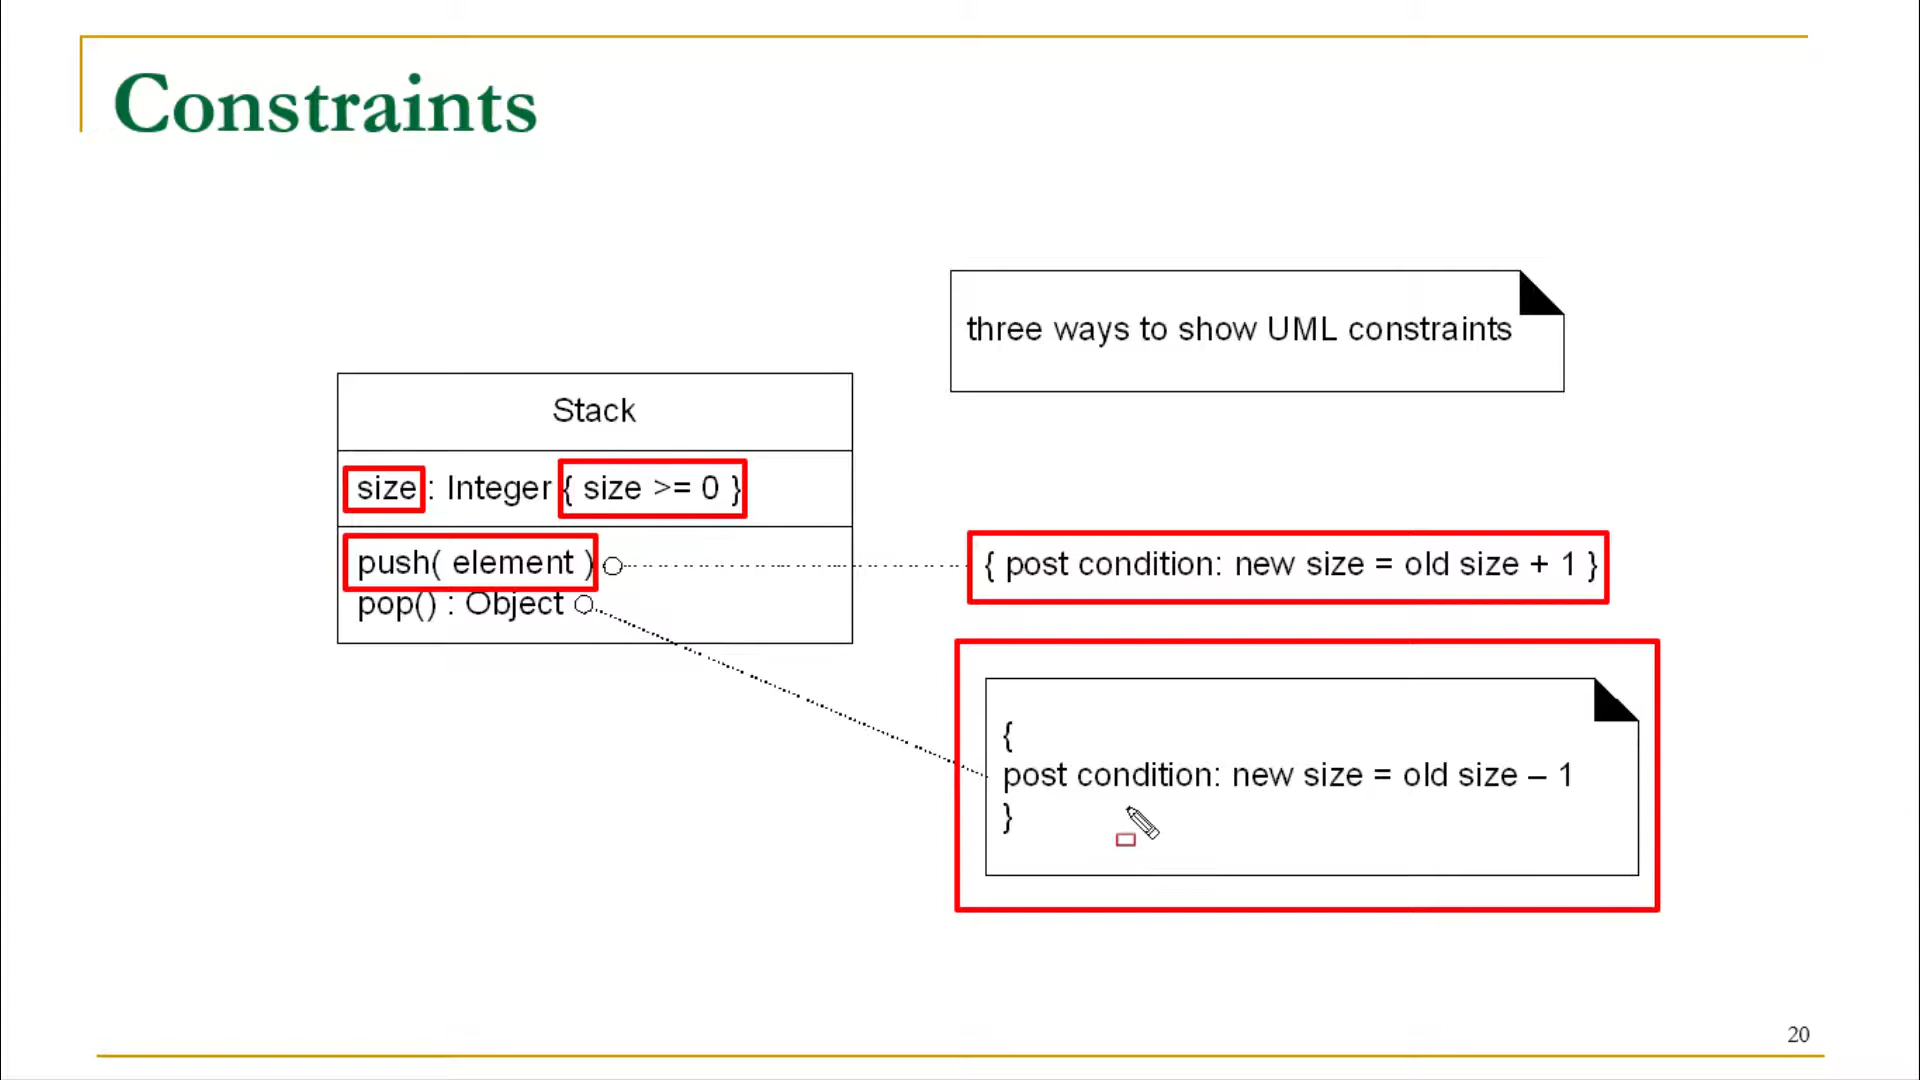 Constraints
three ways to show UML constraints
Stack
size : Integer { size >= 0 }
push( element )
{ post condition: new size = old size + 1 }
pop() : Object
{
post condition: new size = old size – 1
}
20